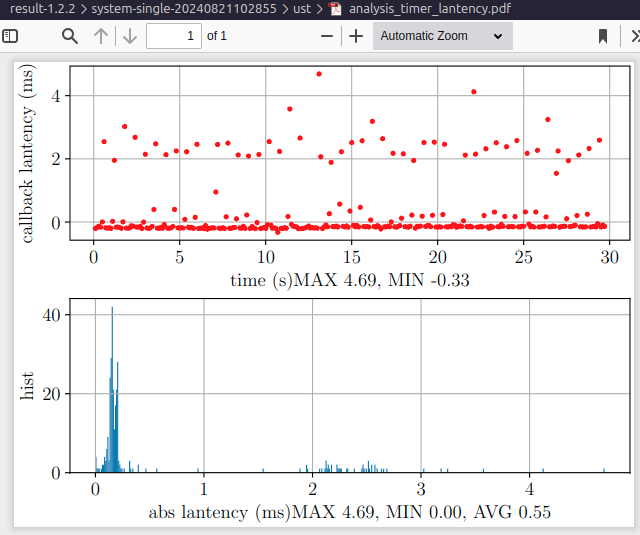 result-1.2.2 › system-single-20240821102855 › ust › analysis_timer_lantency.pdf
1 of 1 Automatic Zoom
callback lantency (ms)
4
2
0
0 5 10 15 20 25 30
time (s)MAX 4.69, MIN -0.33
hist
40
20
0
0 1 2 3 4
abs lantency (ms)MAX 4.69, MIN 0.00, AVG 0.55